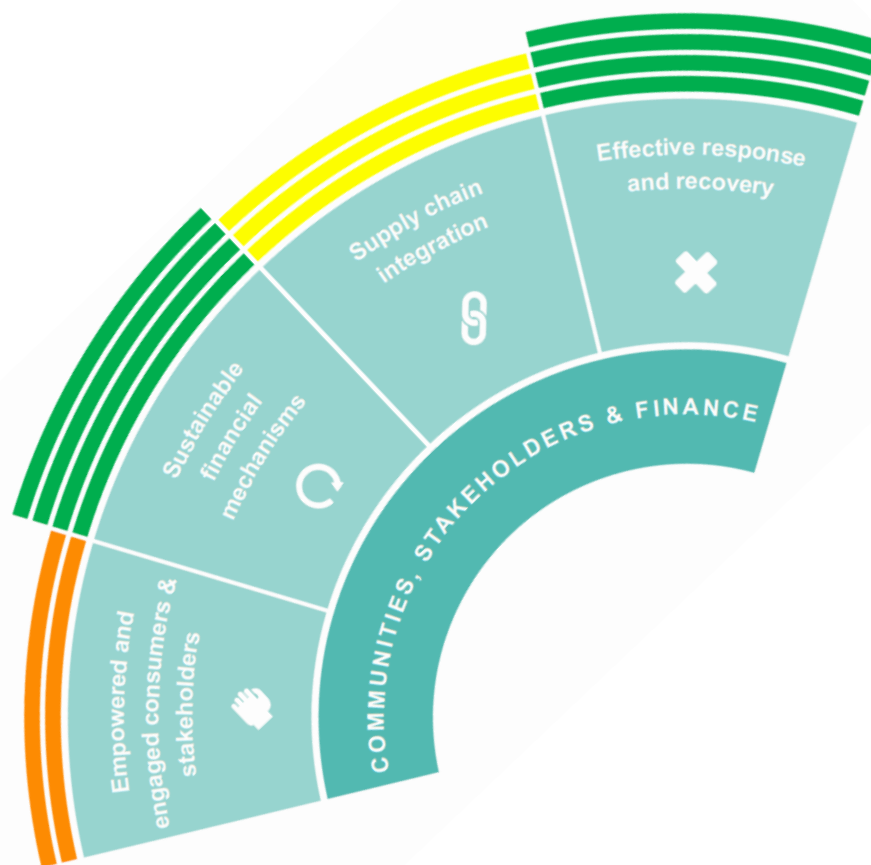 Effective response
and recovery
Supply chain
integration
Sustainable
financial
mechanisms
Empowered and
engaged consumers &
stakeholders
COMMUNITIES, STAKEHOLDERS & FINANCE